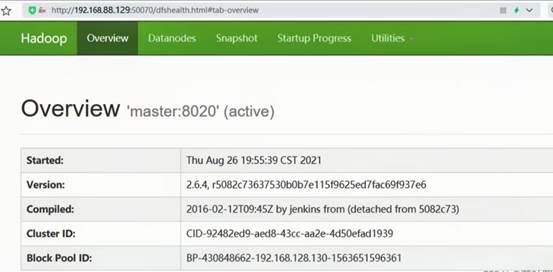 http://192.168.88.129:50070/dfshealth.html#tab-overview
Hadoop Overview Datanodes Snapshot Startup Progress Utilities
Overview 'master:8020' (active)
Started: Thu Aug 26 19:55:39 CST 2021
Version: 2.6.4, r5082c73637530b0b7e115f9625ed7fac69f937e6
Compiled: 2016-02-12T09:45Z by jenkins from (detached from 5082c73)
Cluster ID: CID-92482ed9-aed8-43cc-aa2e-4d50efad1939
Block Pool ID: BP-430848662-192.168.128.130-1563651596361